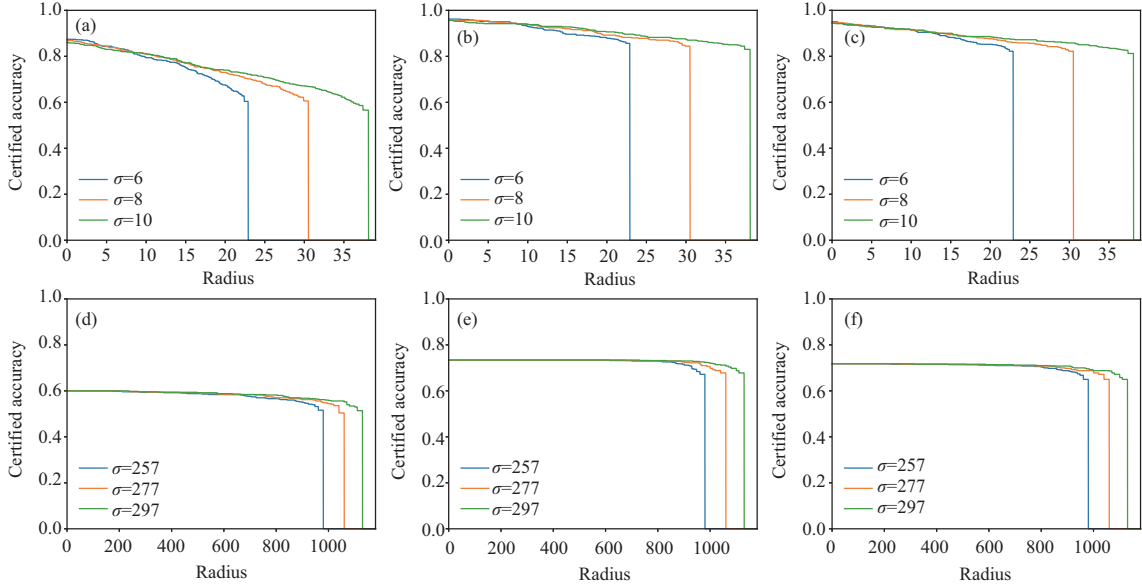 (a)
Certified accuracy
1.0
0.8
0.6
0.4
0.2
0.0
σ=6
σ=8
σ=10
0 5 10 15 20 25 30 35
Radius
(b)
Certified accuracy
1.0
0.8
0.6
0.4
0.2
0.0
σ=6
σ=8
σ=10
0 5 10 15 20 25 30 35
Radius
(c)
Certified accuracy
1.0
0.8
0.6
0.4
0.2
0.0
σ=6
σ=8
σ=10
0 5 10 15 20 25 30 35
Radius
(d)
Certified accuracy
1.0
0.8
0.6
0.4
0.2
0.0
σ=257
σ=277
σ=297
0 200 400 600 800 1000
Radius
(e)
Certified accuracy
1.0
0.8
0.6
0.4
0.2
0.0
σ=257
σ=277
σ=297
0 200 400 600 800 1000
Radius
(f)
Certified accuracy
1.0
0.8
0.6
0.4
0.2
0.0
σ=257
σ=277
σ=297
0 200 400 600 800 1000
Radius